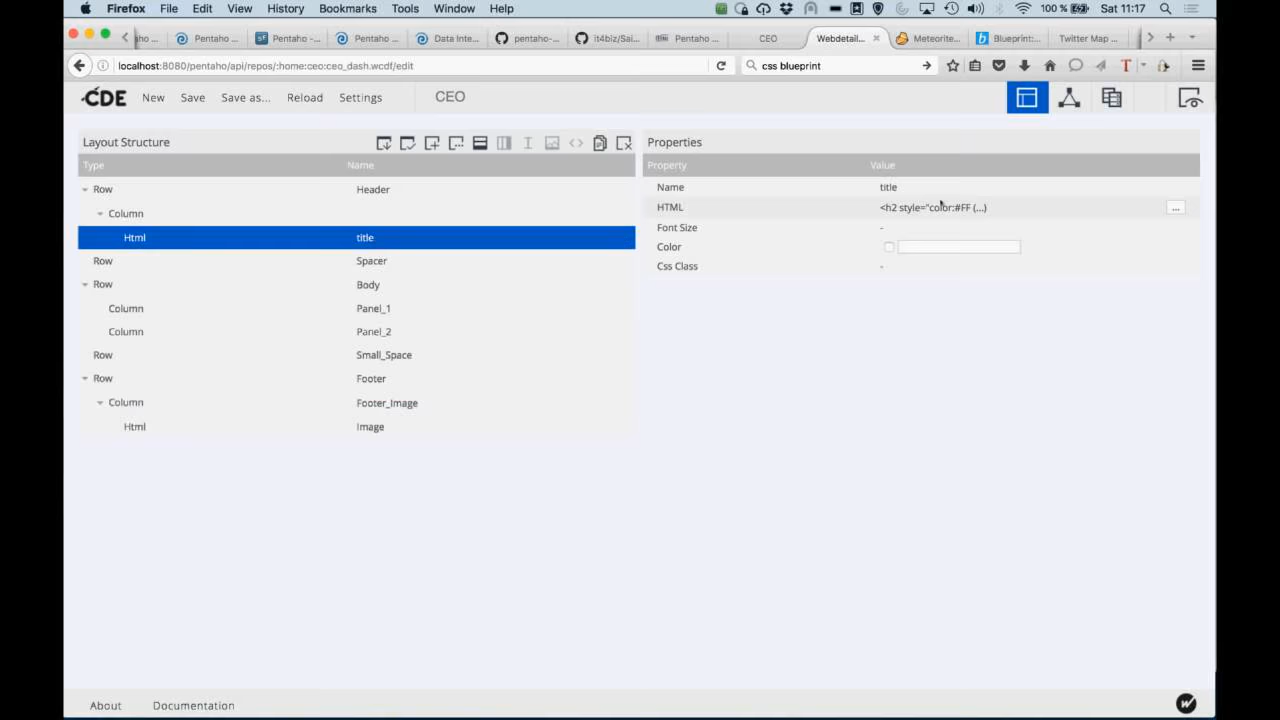 Firefox File Edit View History Bookmarks Tools Window Help 100 % Sat 11:17
ho ... Pentaho ... Pentaho -... Pentaho ... Data Inte... pentaho-... it4biz/Sai... Pentaho ... CEO Webdetail... Meteorite... Blueprint:... Twitter Map ...
localhost:8080/pentaho/api/repos/:home:ceo:ceo_dash.wcdf/edit css blueprint
CDE New Save Save as... Reload Settings CEO
Layout Structure Properties
Type Name Property Value
Row Header Name title
Column HTML <h2 style="color:#FF (...) ...
Html title Font Size -
Row Spacer Color
Row Body Css Class -
Column Panel_1
Column Panel_2
Row Small_Space
Row Footer
Column Footer_Image
Html Image
About Documentation